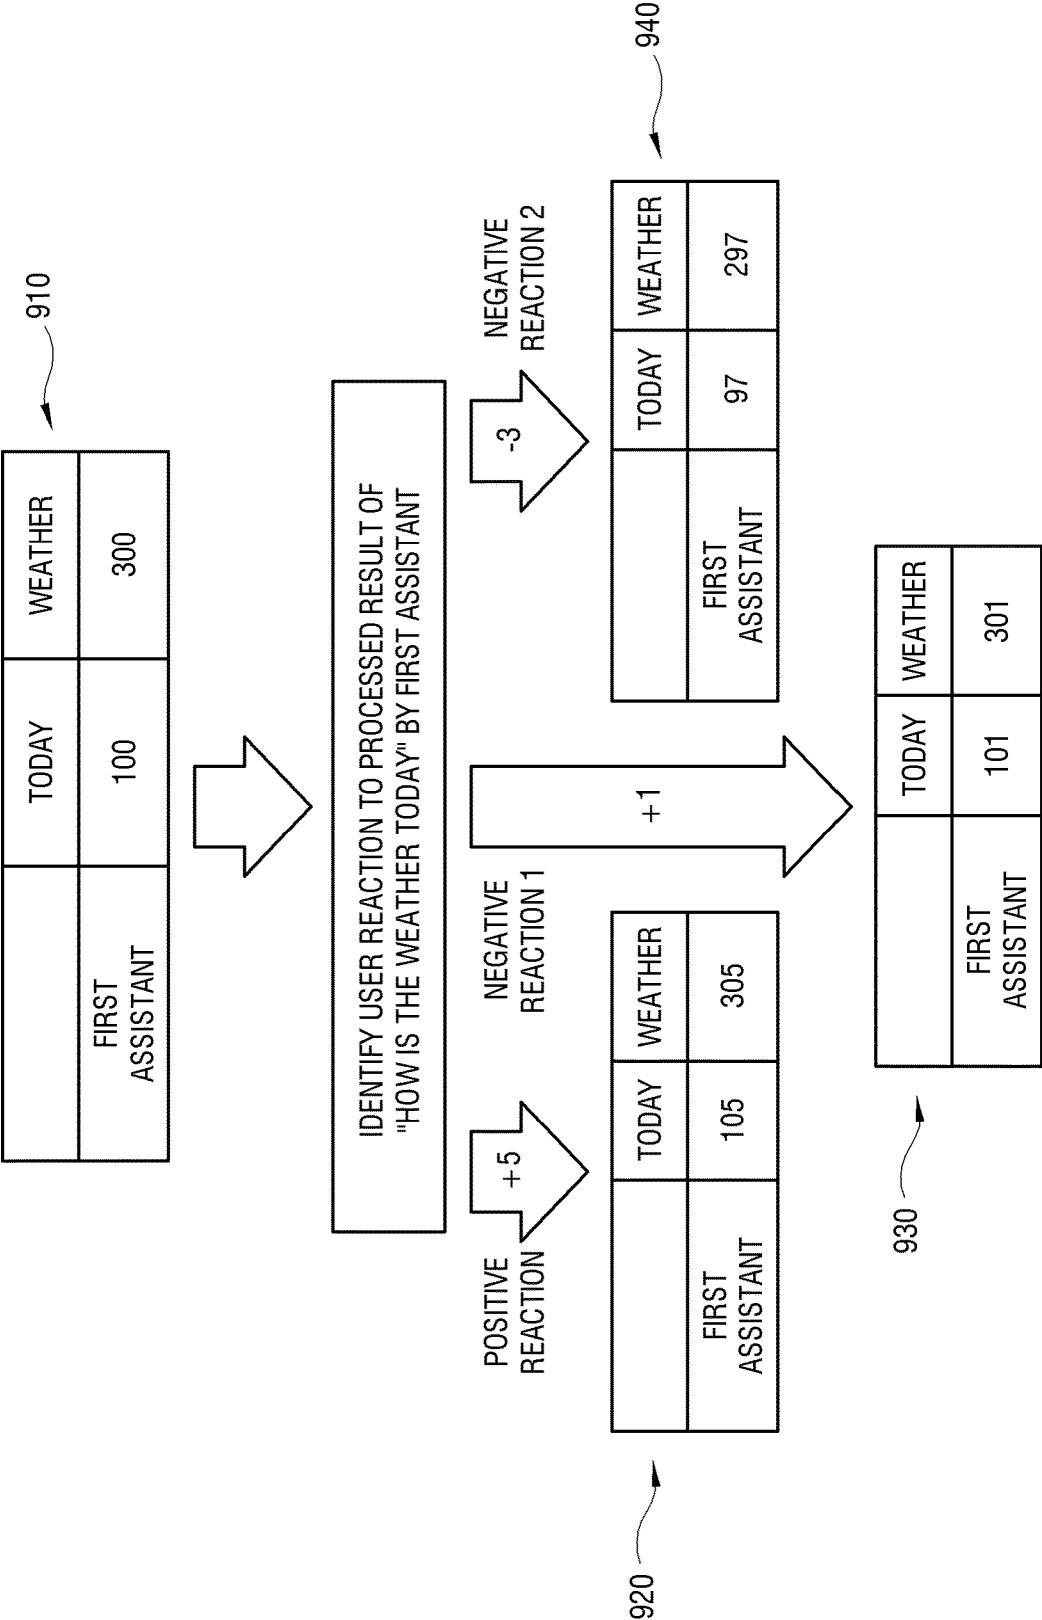 910
TODAY
WEATHER
FIRST
ASSISTANT
100
300
IDENTIFY USER REACTION TO PROCESSED RESULT OF
"HOW IS THE WEATHER TODAY" BY FIRST ASSISTANT
POSITIVE
REACTION
+5
NEGATIVE
REACTION 1
+1
-3
NEGATIVE
REACTION 2
920
TODAY
WEATHER
FIRST
ASSISTANT
105
305
940
TODAY
WEATHER
FIRST
ASSISTANT
97
297
930
TODAY
WEATHER
FIRST
ASSISTANT
101
301